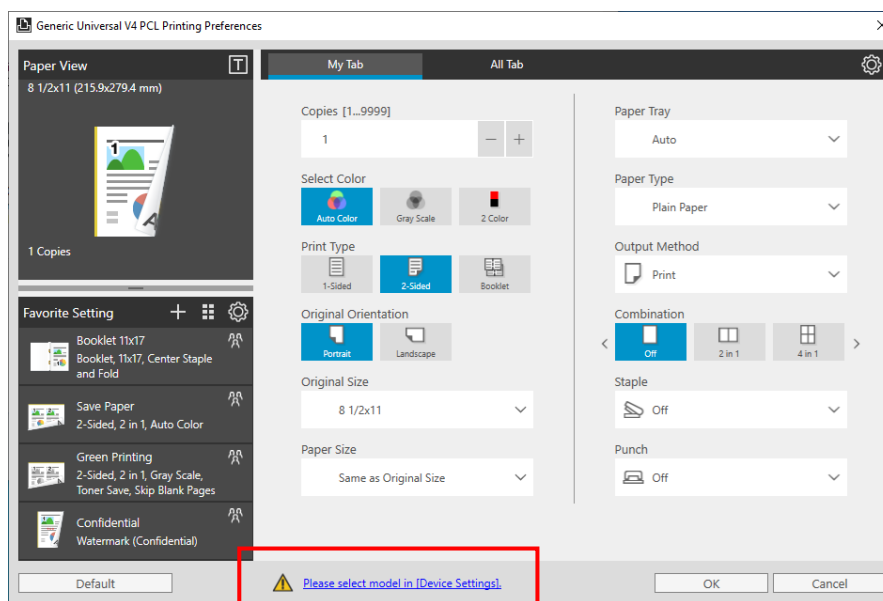 Generic Universal V4 PCL Printing Preferences
Paper View
T
8 1/2x11 (215.9x279.4 mm)
1
A
1 Copies
Favorite Setting
Booklet 11x17
Booklet, 11x17, Center Staple
and Fold
Save Paper
2-Sided, 2 in 1, Auto Color
Green Printing
2-Sided, 2 in 1, Gray Scale,
Toner Save, Skip Blank Pages
Confidential
Watermark (Confidential)
Default
My Tab
All Tab
Copies [1...9999]
1
Select Color
Auto Color
Gray Scale
2 Color
Print Type
1-Sided
2-Sided
Booklet
Original Orientation
Portrait
Landscape
Original Size
8 1/2x11
Paper Size
Same as Original Size
Paper Tray
Auto
Paper Type
Plain Paper
Output Method
Print
Combination
Off
2 in 1
4 in 1
Staple
Off
Punch
Off
Please select model in [Device Settings].
OK
Cancel